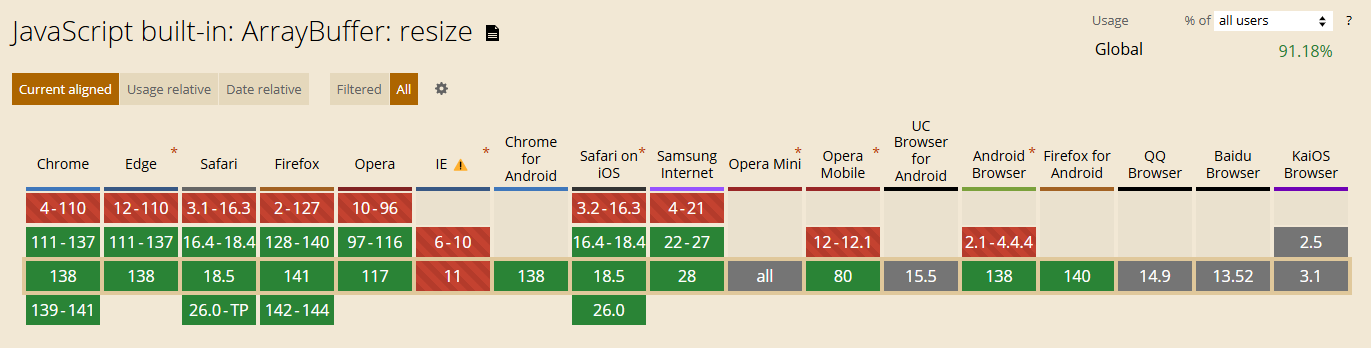 JavaScript built-in: ArrayBuffer: resize
Usage % of all users ?
Global 91.18%
Current aligned Usage relative Date relative Filtered All
Chrome Edge * Safari Firefox Opera IE * Chrome for Android Safari on iOS * Samsung Internet Opera Mini * Opera Mobile * UC Browser for Android Android Browser * Firefox for Android QQ Browser Baidu Browser KaiOS Browser
4-110 12-110 3.1-16.3 2-127 10-96 3.2-16.3 4-21
111-137 111-137 16.4-18.4 128-140 97-116 6-10 16.4-18.4 22-27 12-12.1 2.1-4.4.4 2.5
138 138 18.5 141 117 11 138 18.5 28 all 80 15.5 138 140 14.9 13.52 3.1
139-141 26.0-TP 142-144 26.0